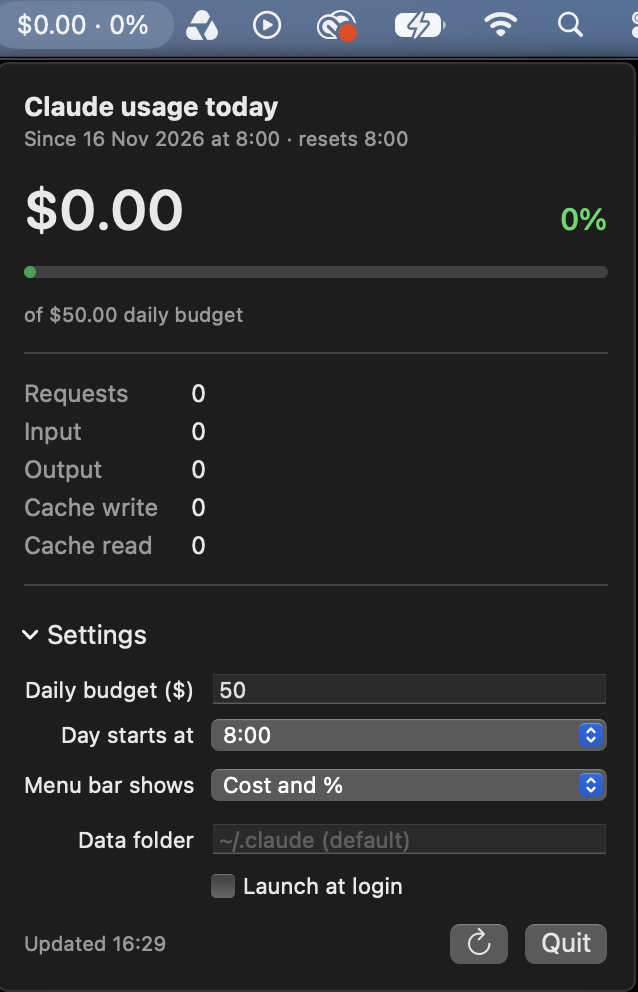 $0.00 · 0%
Claude usage today
Since 16 Nov 2026 at 8:00 · resets 8:00
$0.00 0%
of $50.00 daily budget
Requests 0
Input 0
Output 0
Cache write 0
Cache read 0
Settings
Daily budget ($) 50
Day starts at 8:00
Menu bar shows Cost and %
Data folder ~/.claude (default)
Launch at login
Updated 16:29 Quit